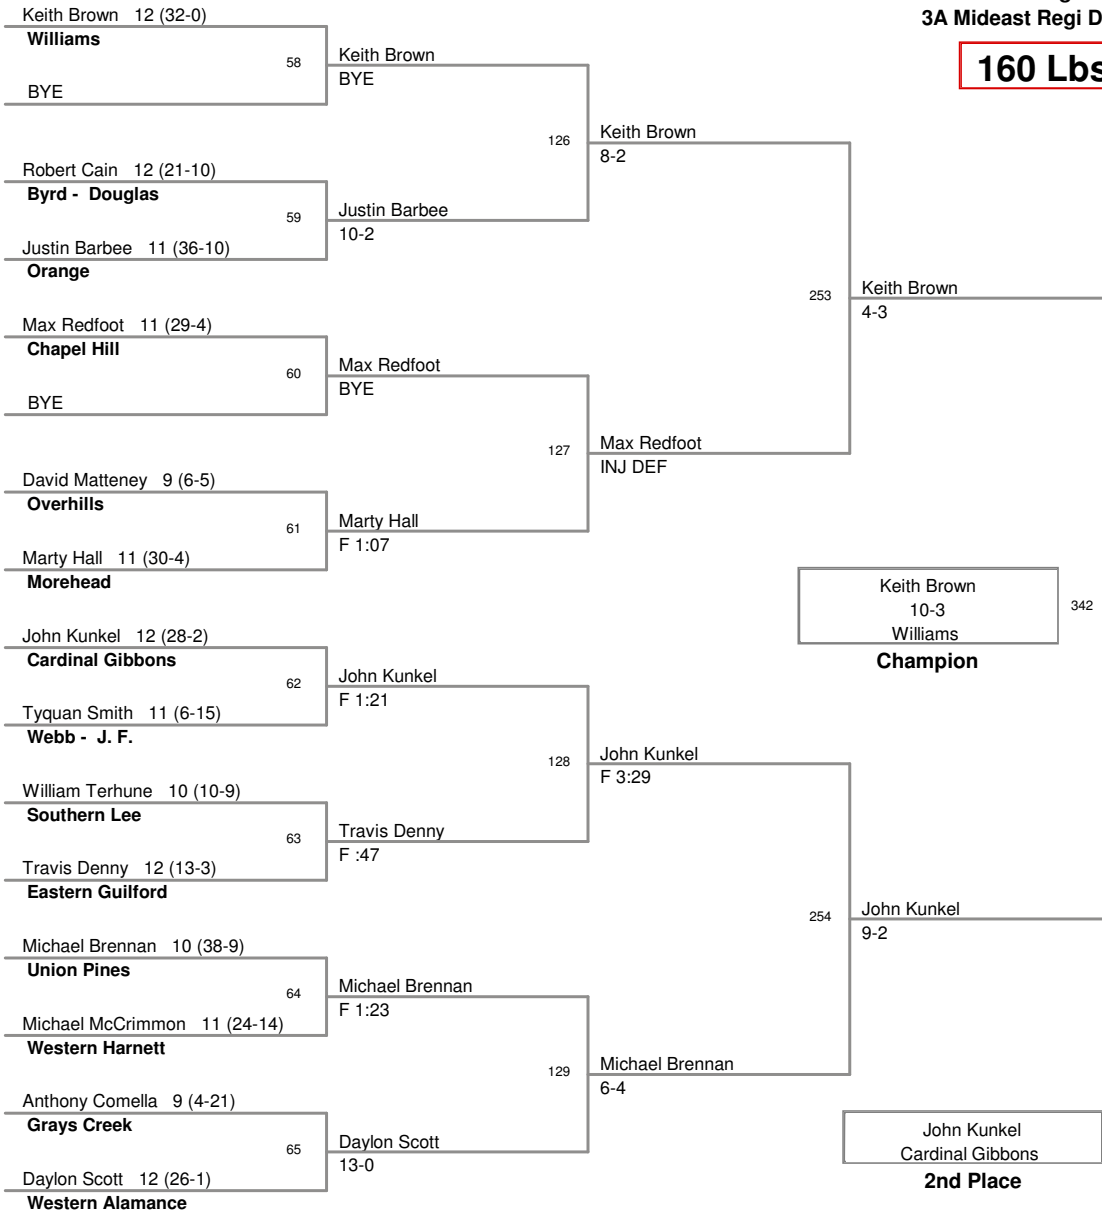 3A Mideast Regi D
160 Lbs
Keith Brown 12 (32-0)
Williams
58
BYE
Keith Brown
BYE
126
Robert Cain 12 (21-10)
Byrd - Douglas
59
Justin Barbee 11 (36-10)
Orange
Justin Barbee
10-2
Keith Brown
8-2
253
Max Redfoot 11 (29-4)
Chapel Hill
60
BYE
Max Redfoot
BYE
127
David Matteney 9 (6-5)
Overhills
61
Marty Hall 11 (30-4)
Morehead
Marty Hall
F 1:07
Max Redfoot
INJ DEF
Keith Brown
4-3
Keith Brown
10-3
Williams
342
Champion
John Kunkel 12 (28-2)
Cardinal Gibbons
62
Tyquan Smith 11 (6-15)
Webb - J. F.
John Kunkel
F 1:21
128
William Terhune 10 (10-9)
Southern Lee
63
Travis Denny 12 (13-3)
Eastern Guilford
Travis Denny
F :47
John Kunkel
F 3:29
254
Michael Brennan 10 (38-9)
Union Pines
64
Michael McCrimmon 11 (24-14)
Western Harnett
Michael Brennan
F 1:23
129
Anthony Comella 9 (4-21)
Grays Creek
65
Daylon Scott 12 (26-1)
Western Alamance
Daylon Scott
13-0
Michael Brennan
6-4
John Kunkel
9-2
John Kunkel
Cardinal Gibbons
2nd Place